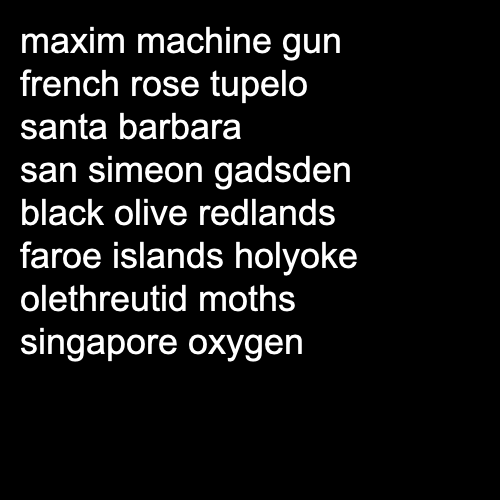 maxim machine gun
french rose tupelo
santa barbara
san simeon gadsden
black olive redlands
faroe islands holyoke
olethreutid moths
singapore oxygen